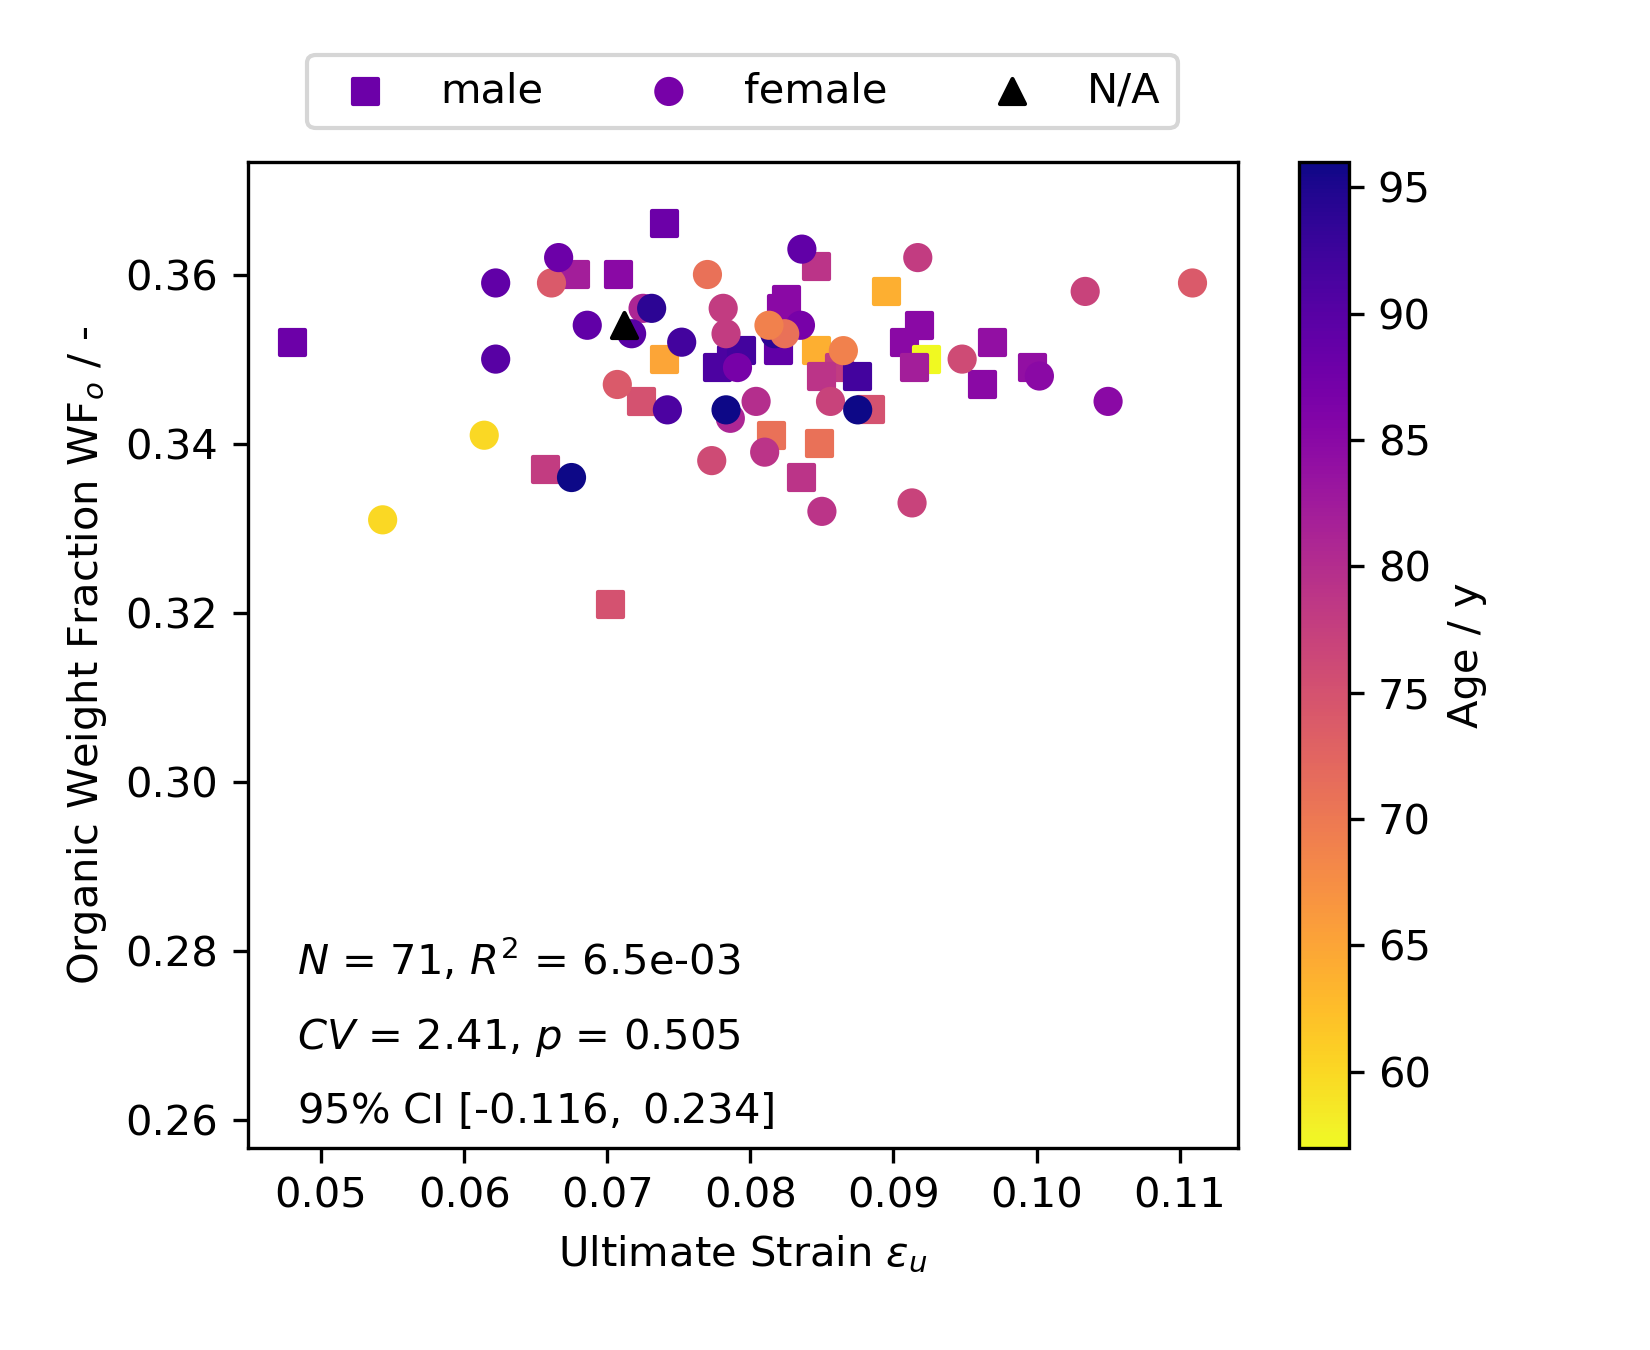 male female N/A
Organic Weight Fraction WFₒ / -
0.36
0.34
0.32
0.30
0.28
0.26
N = 71, R² = 6.5e-03
CV = 2.41, p = 0.505
95% CI [-0.116, 0.234]
0.05 0.06 0.07 0.08 0.09 0.10 0.11
Ultimate Strain εᵤ
95
90
85
80
75
70
65
60
Age / y